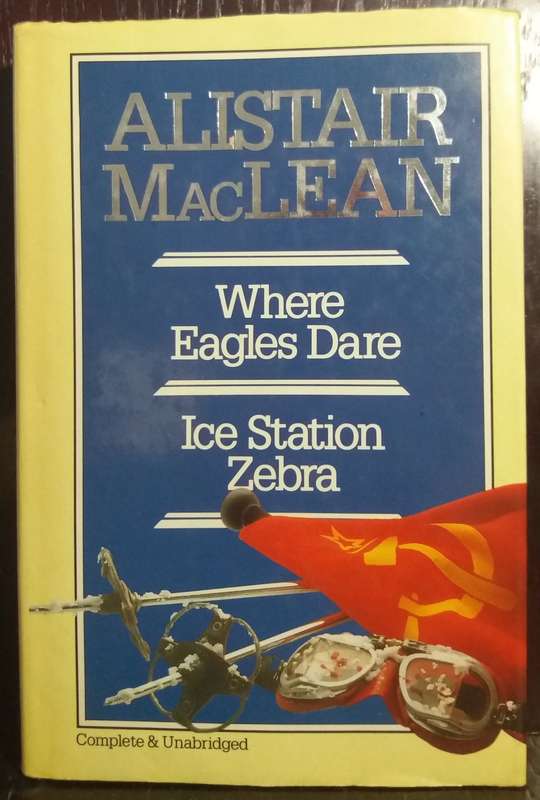 ALISTAIR
MACLEAN
Where
Eagles Dare
Ice Station
Zebra
Complete & Unabridged